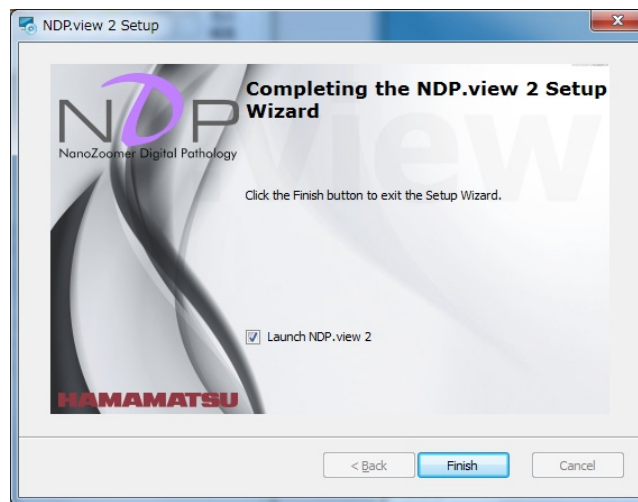 NDP.view 2 Setup
NDP
NanoZoomer Digital Pathology
Completing the NDP.view 2 Setup
Wizard
view
Click the Finish button to exit the Setup Wizard.
Launch NDP.view 2
HAMAMATSU
< Back
Finish
Cancel